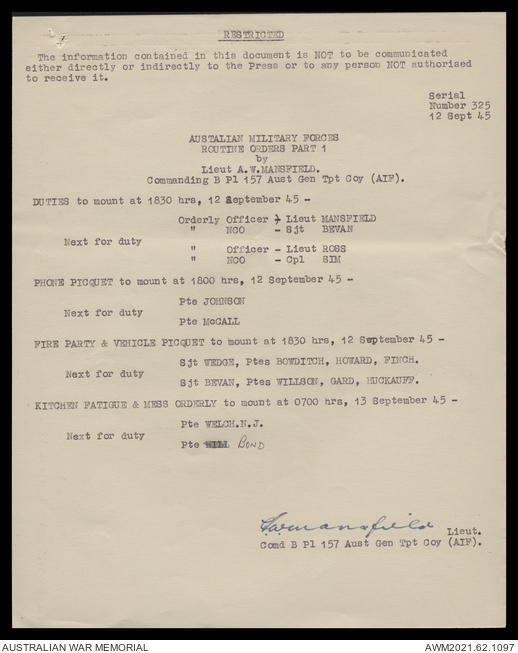 RESTRICTED
The information contained in this document is NOT to be communicated
either directly or indirectly to the Press or to any person NOT authorised
to receive it.
Serial
Number 325
12 Sept 45
AUSTALIAN MILITARY FORCES
ROUTINE ORDERS PART 1
by
Lieut A.W.MANSFIELD.
Commanding B Pl 157 Aust Gen Tpt Coy (AIF).
DUTIES to mount at 1830 hrs, 12 September 45 -
Orderly Officer - Lieut MANSFIELD
" NCO - Sjt BEVAN
Next for duty
" Officer - Lieut ROSS
" NCO - Cpl SIM
PHONE PICQUET to mount at 1800 hrs, 12 September 45 -
Pte JOHNSON
Next for duty
Pte McCALL
FIRE PARTY & VEHICLE PICQUET to mount at 1830 hrs, 12 September 45 -
Sjt WEDGE, Ptes BOWDITCH, HOWARD, FINCH.
Next for duty
Sjt BEVAN, Ptes WILLSON, GARD, HUCKAUFF.
KITCHEN FATIGUE & MESS ORDERLY to mount at 0700 hrs, 13 September 45 -
Pte WELCH.N.J.
Next for duty
Pte HILL BOND
A.W.Mansfield Lieut.
Comd B Pl 157 Aust Gen Tpt Coy (AIF).
AUSTRALIAN WAR MEMORIAL
AWM2021.62.1097